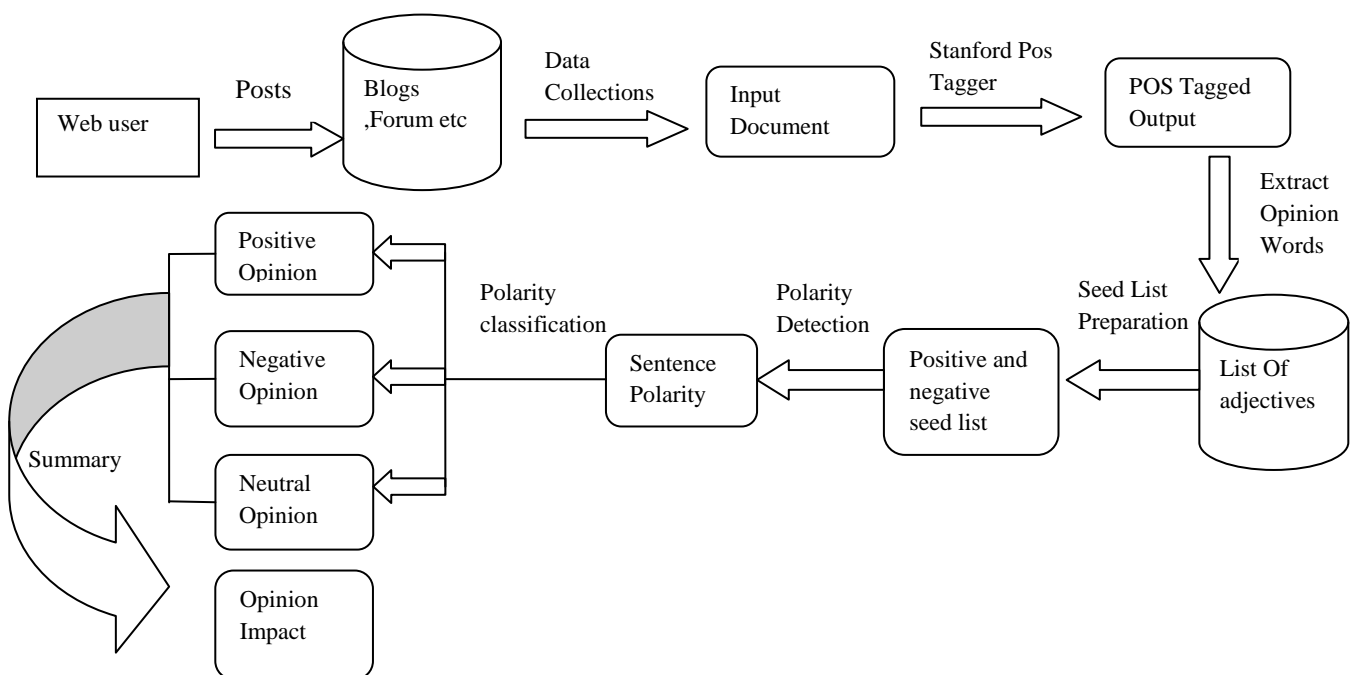 Web user
Posts
Blogs
,Forum etc
Data
Collections
Input
Document
Stanford Pos
Tagger
POS Tagged
Output
Extract
Opinion
Words
List Of
adjectives
Seed List
Preparation
Positive and
negative
seed list
Polarity
Detection
Sentence
Polarity
Polarity
classification
Positive
Opinion
Negative
Opinion
Neutral
Opinion
Summary
Opinion
Impact